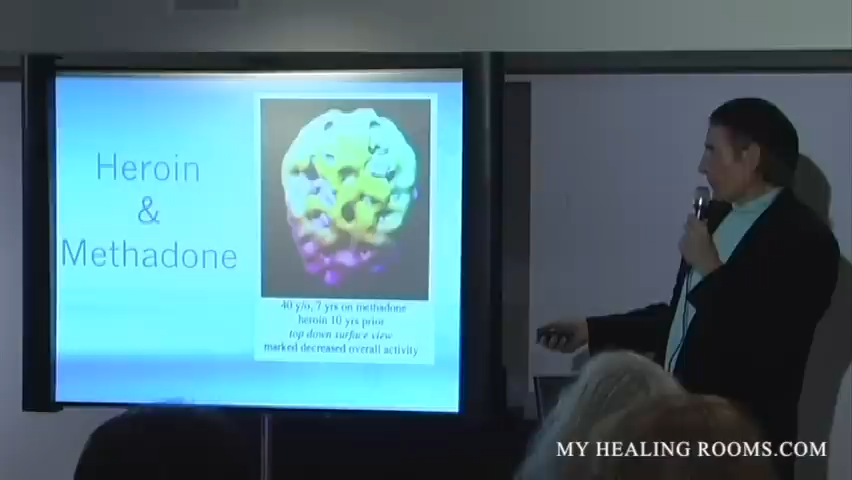 Heroin
&
Methadone
40 y/o, 7 yrs on methadone
heroin 10 yrs prior
top down surface view
marked decreased overall activity
MY HEALING ROOMS.COM